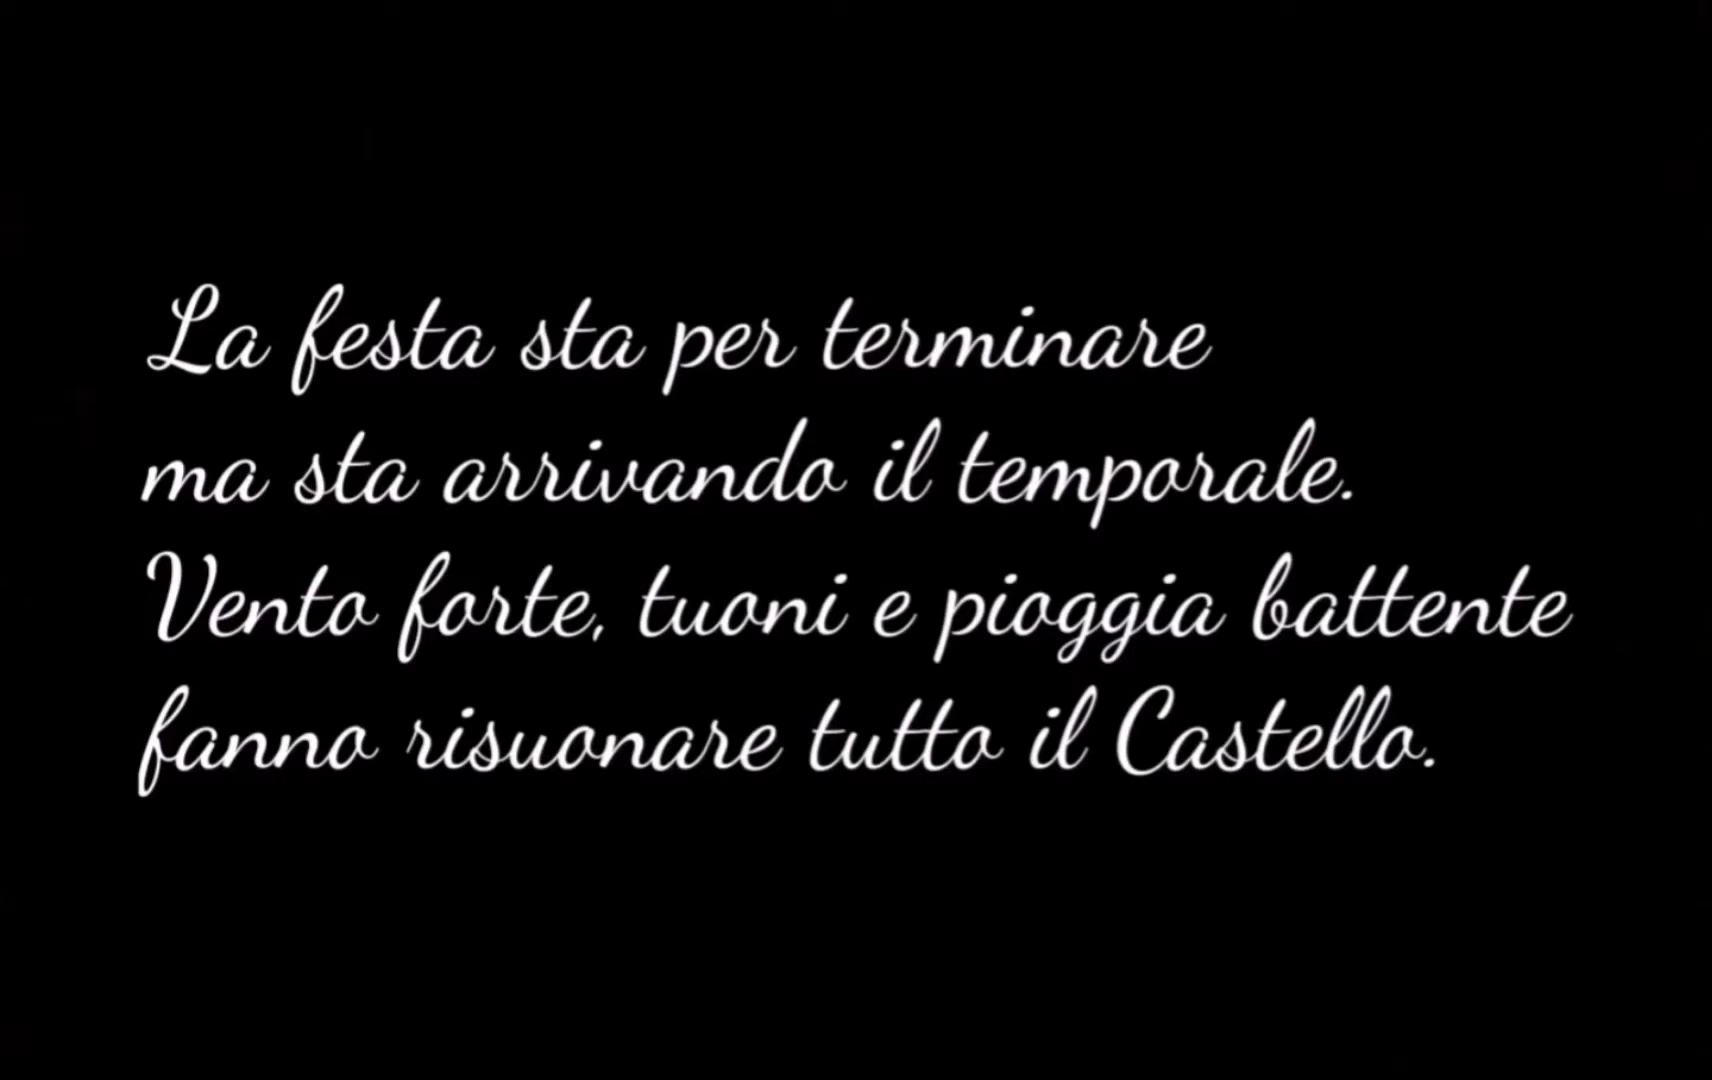 La festa sta per terminare
ma sta arrivando il temporale.
Vento forte, tuoni e pioggia battente
fanno risuonare tutto il Castello.